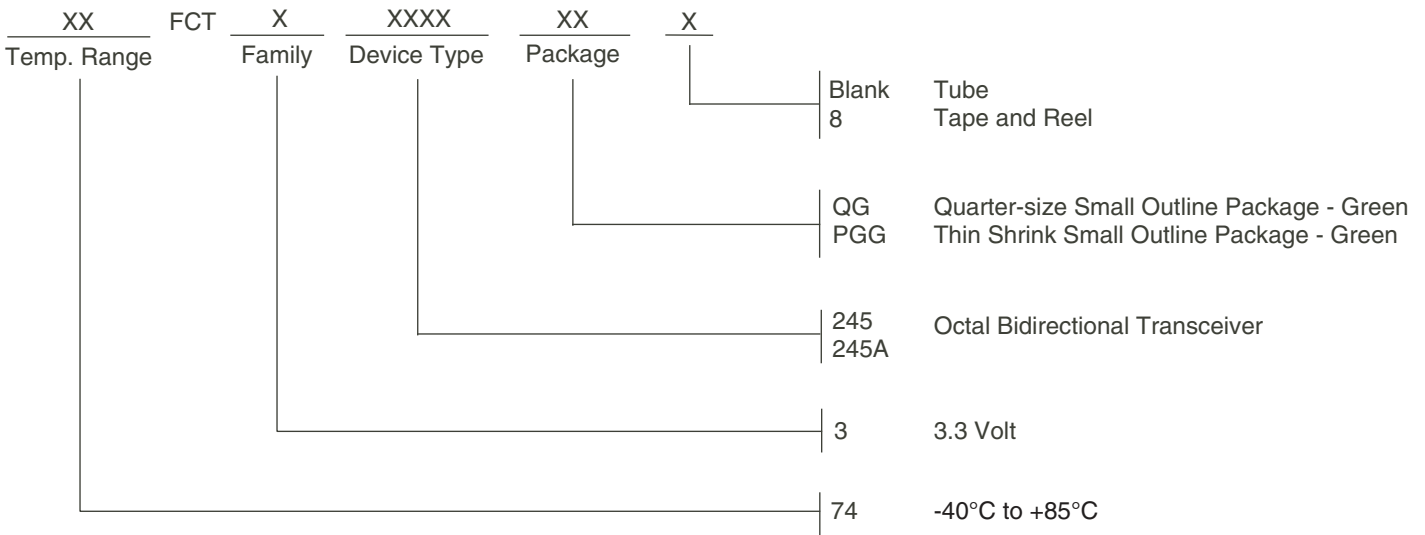 XX FCT X XXXX XX X
Temp. Range Family Device Type Package
Blank Tube
8 Tape and Reel
QG Quarter-size Small Outline Package - Green
PGG Thin Shrink Small Outline Package - Green
245 Octal Bidirectional Transceiver
245A
3 3.3 Volt
74 -40°C to +85°C